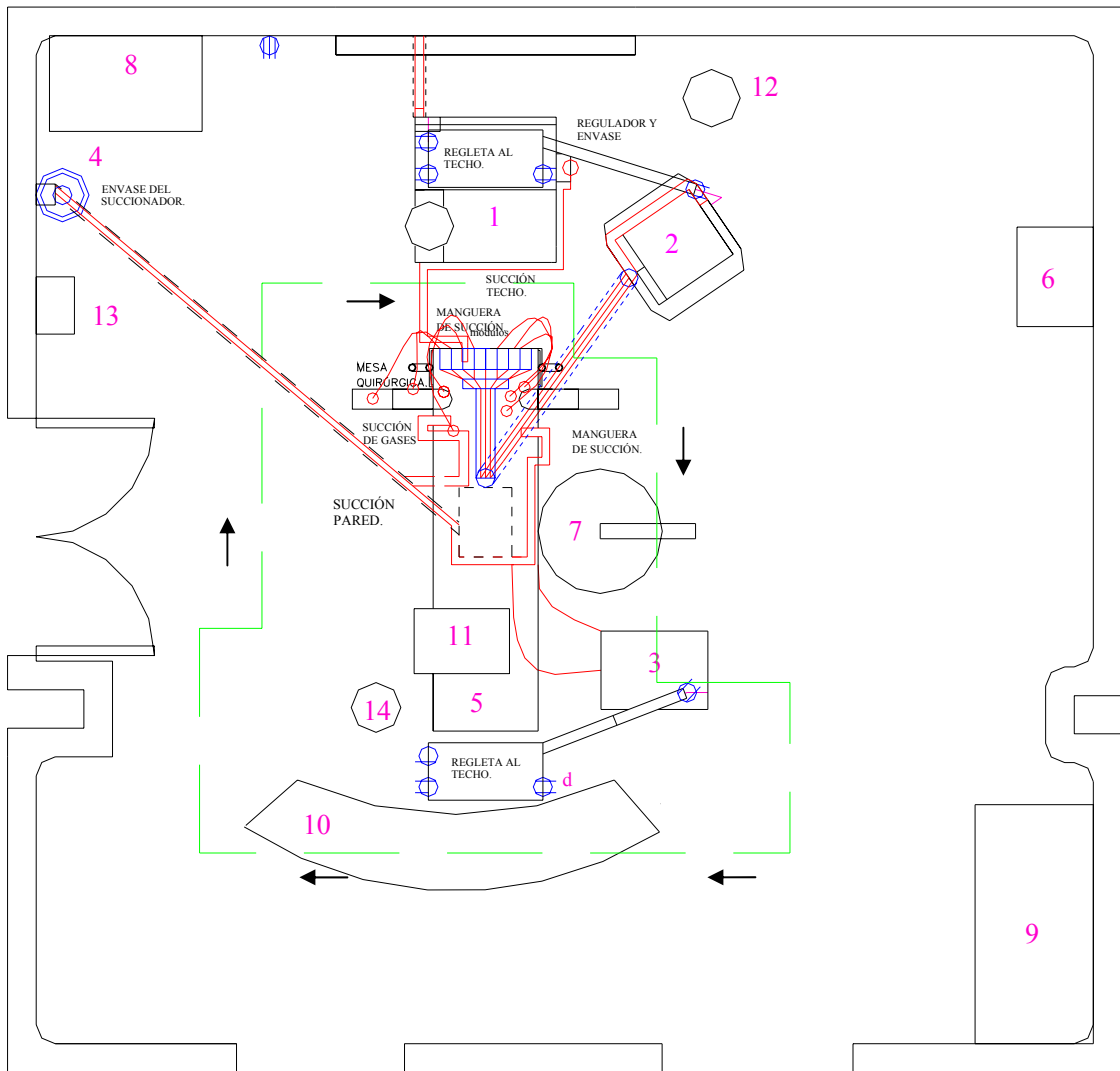 8
12
REGULADOR Y
ENVASE
4
REGLETA AL
TECHO.
ENVASE DEL
SUCCIONADOR.
1
2
6
SUCCIÓN
TECHO.
13
MANGUERA
DE SUCCIÓN.
modulos
MESA
QUIRÚRGICA.
SUCCIÓN
DE GASES
MANGUERA
DE SUCCIÓN.
SUCCIÓN
PARED.
7
11
3
14
5
REGLETA AL
TECHO.
d
10
9